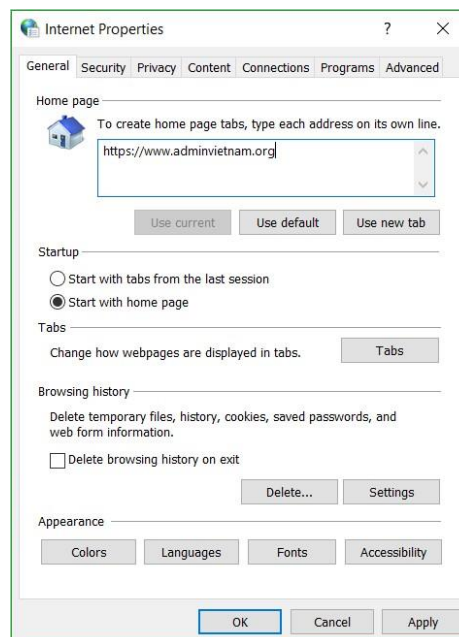 Internet Properties
? 
General Security Privacy Content Connections Programs Advanced
Home page
To create home page tabs, type each address on its own line.
https://www.adminvietnam.org
Use current Use default Use new tab
Startup
Start with tabs from the last session
Start with home page
Tabs
Change how webpages are displayed in tabs. Tabs
Browsing history
Delete temporary files, history, cookies, saved passwords, and
web form information.
Delete browsing history on exit
Delete... Settings
Appearance
Colors Languages Fonts Accessibility
OK Cancel Apply